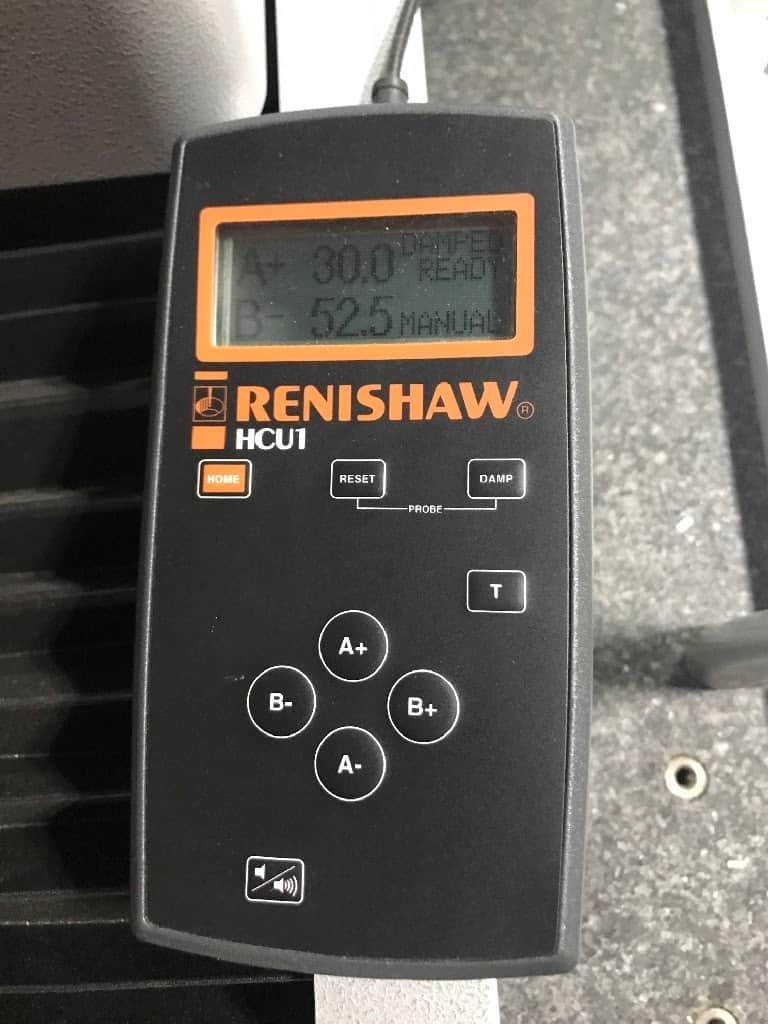 A+ 30.0 DAMPED
READY
B- 52.5 MANUAL
RENISHAW®
HCU1
HOME RESET DAMP
PROBE
T
A+
B- B+
A-